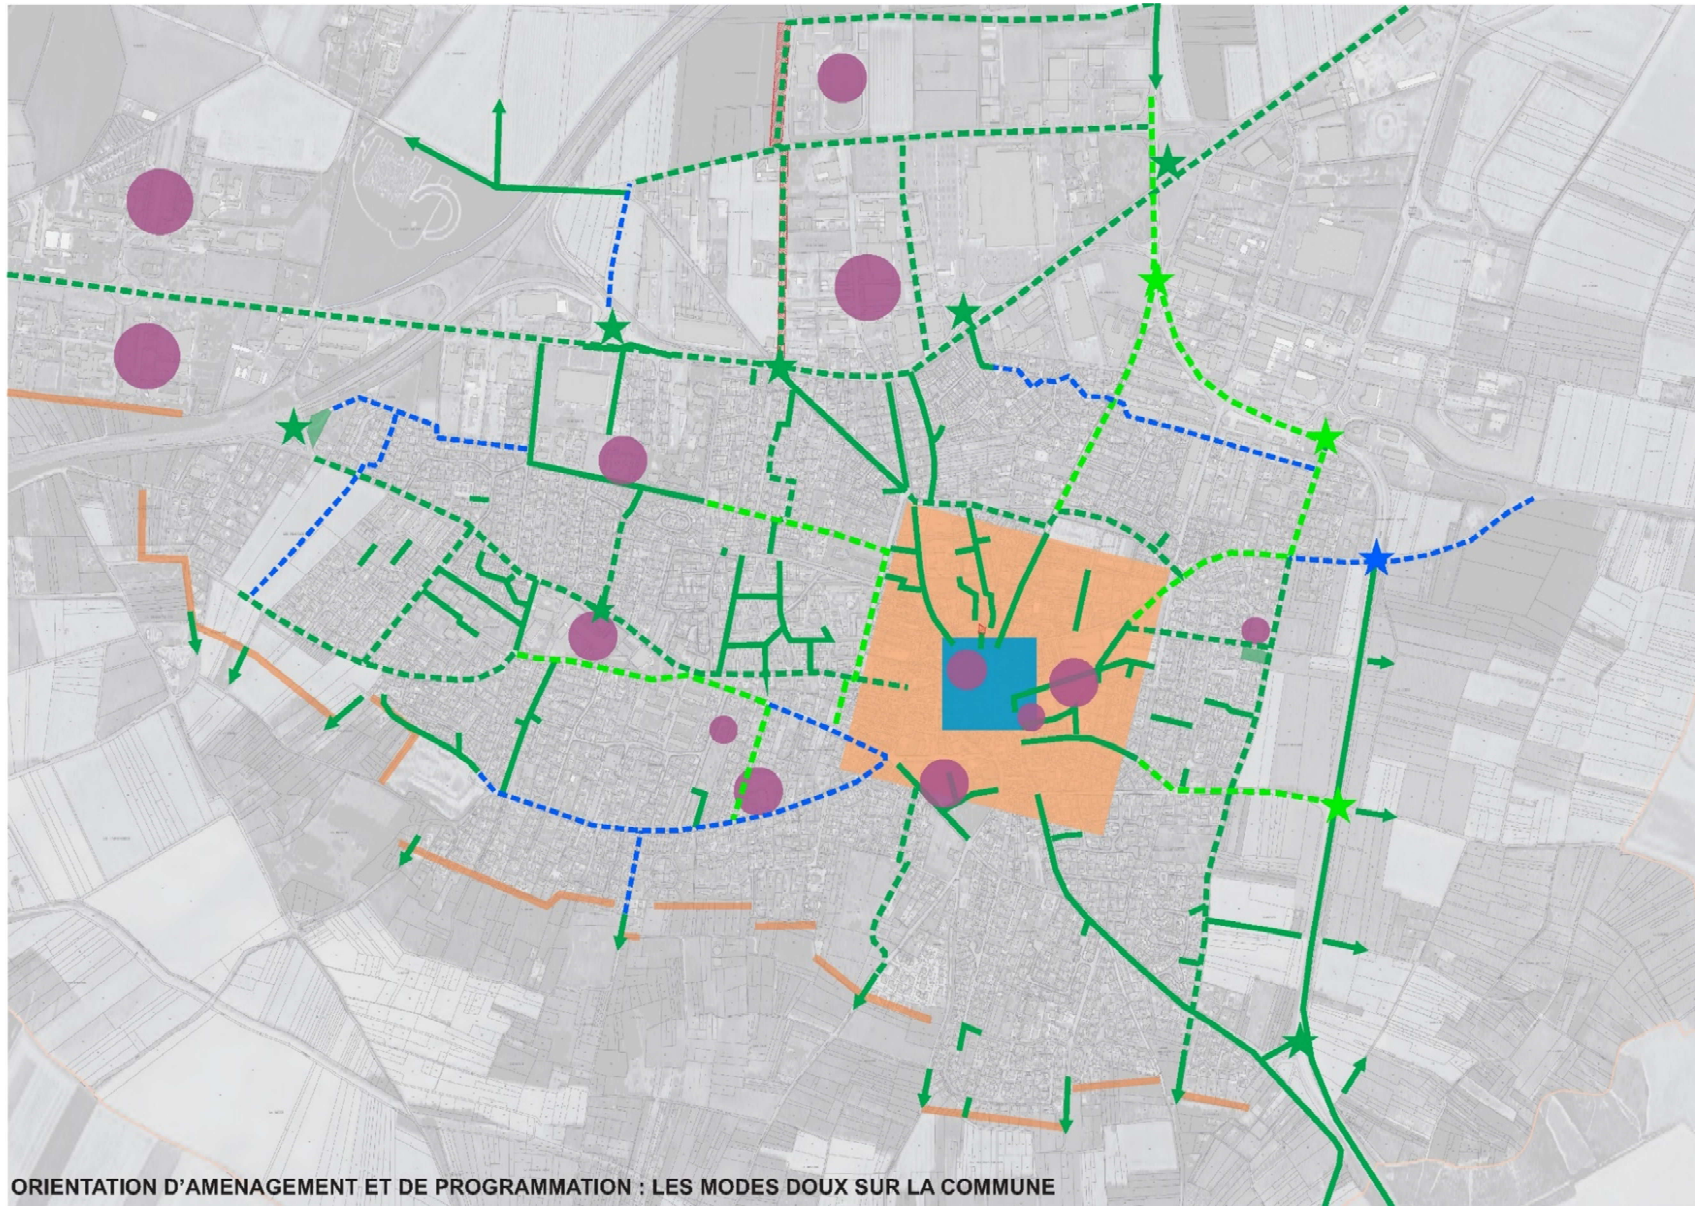 ORIENTATION D'AMENAGEMENT ET DE PROGRAMMATION : LES MODES DOUX SUR LA COMMUNE